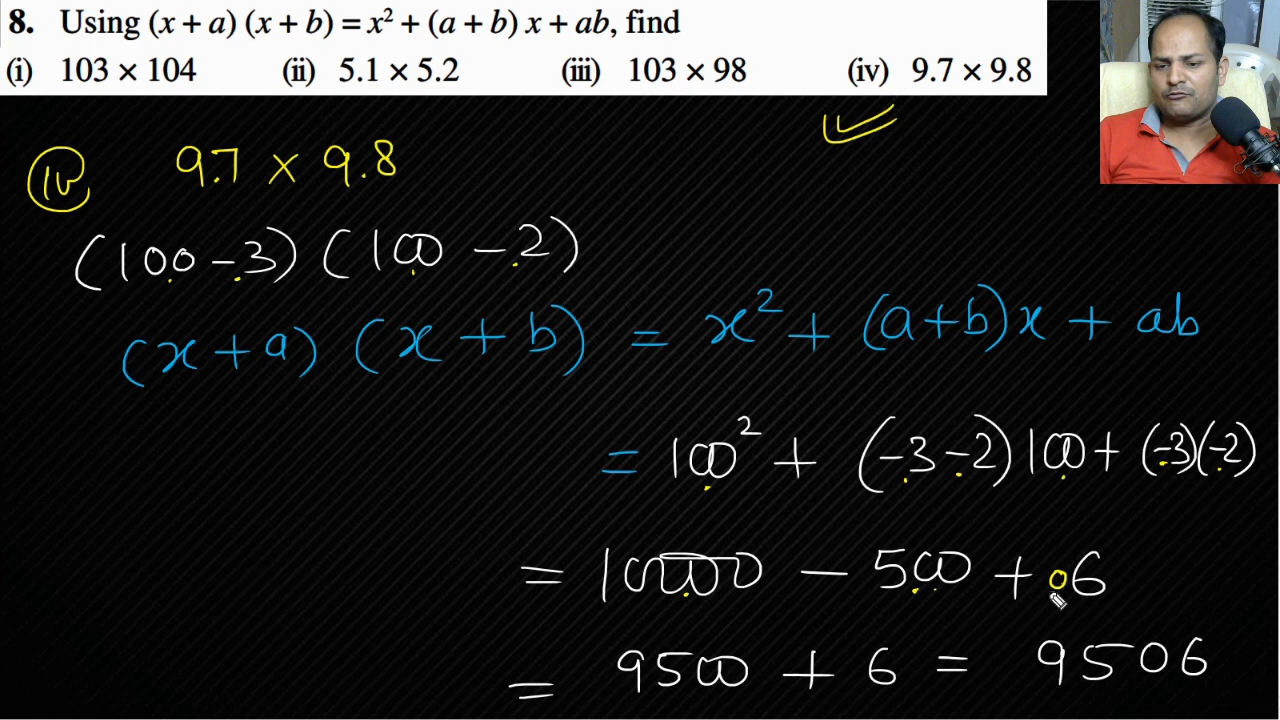 8. Using (x + a) (x + b) = x² + (a + b) x + ab, find
(i) 103 × 104 (ii) 5.1 × 5.2 (iii) 103 × 98 (iv) 9.7 × 9.8
(iv) 9.7 × 9.8
(100 - 3) (100 - 2)
(x + a) (x + b) = x² + (a+b)x + ab
= 100² + (-3-2)100 + (-3)(-2)
= 10000 - 500 + 06
= 9500 + 6 = 9506